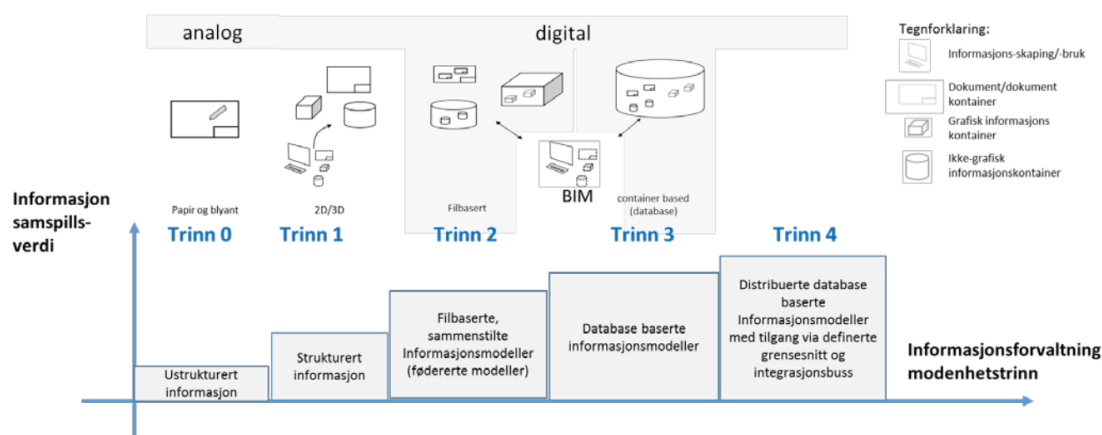 analog
digital
Tegnforklaring:
Informasjons-skaping/-bruk
Dokument/dokument
kontainer
Grafisk informasjons
kontainer
Ikke-grafisk
informasjonskontainer
BIM
Papir og blyant
2D/3D
Filbasert
container based
(database)
Trinn 0
Trinn 1
Trinn 2
Trinn 3
Trinn 4
Informasjon
samspills-
verdi
Ustrukturert
informasjon
Strukturert
informasjon
Filbaserte,
sammenstilte
Informasjonsmodeller
(fødererte modeller)
Database baserte
informasjonsmodeller
Distribuerte database
baserte
Informasjonsmodeller
med tilgang via definerte
grensesnitt og
integrasjonsbuss
Informasjonsforvaltning
modenhetstrinn